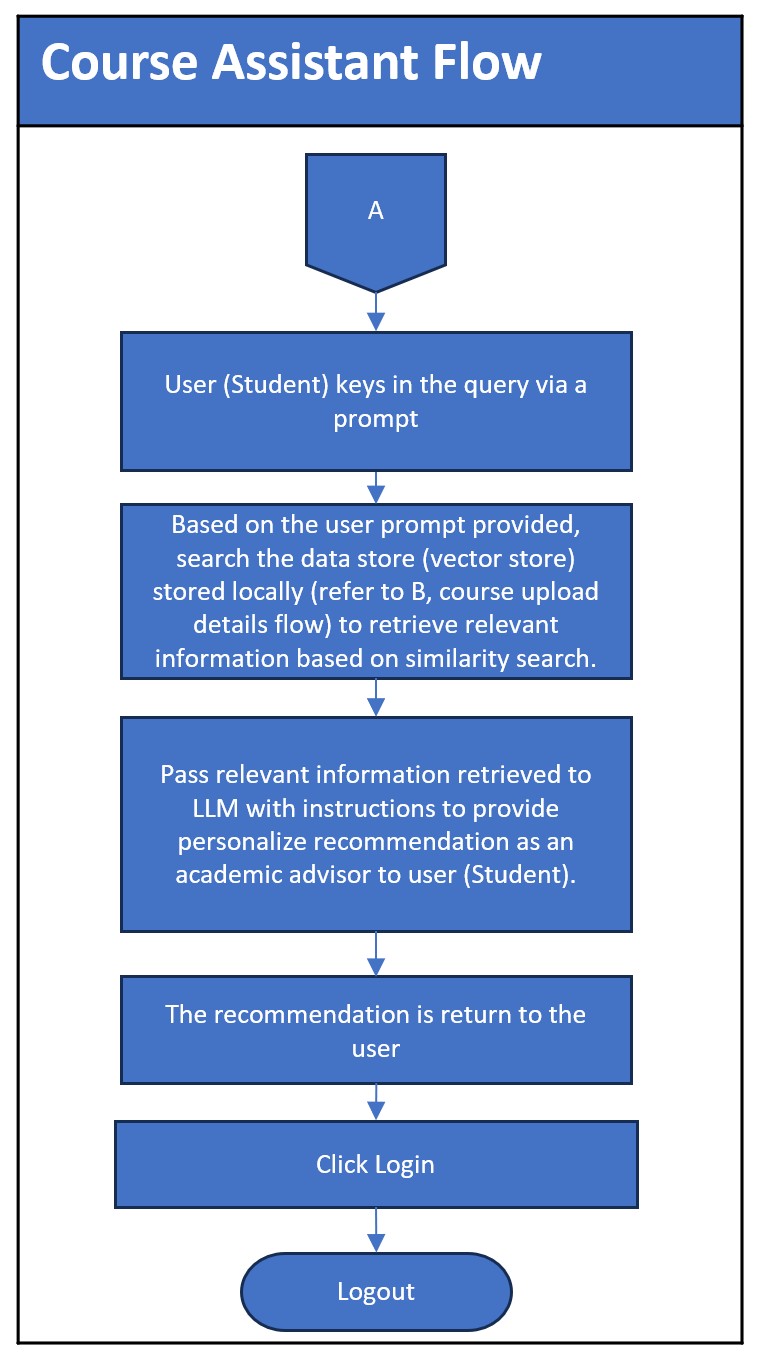 Course Assistant Flow
A
User (Student) keys in the query via a
prompt
Based on the user prompt provided,
search the data store (vector store)
stored locally (refer to B, course upload
details flow) to retrieve relevant
information based on similarity search.
Pass relevant information retrieved to
LLM with instructions to provide
personalize recommendation as an
academic advisor to user (Student).
The recommendation is return to the
user
Click Login
Logout